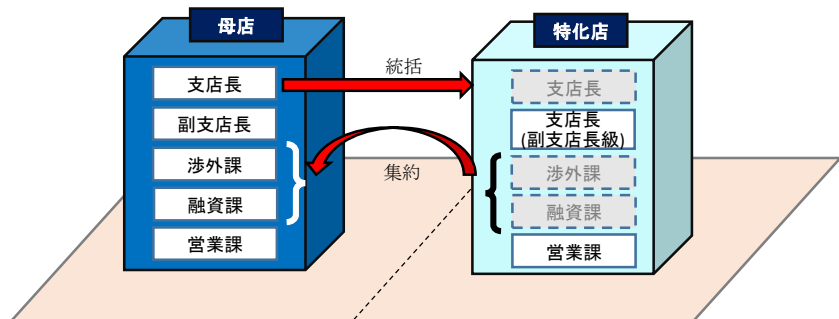 母店
支店長
副支店長
渉外課
融資課
営業課
統括
集約
特化店
支店長
支店長
(副支店長級)
渉外課
融資課
営業課